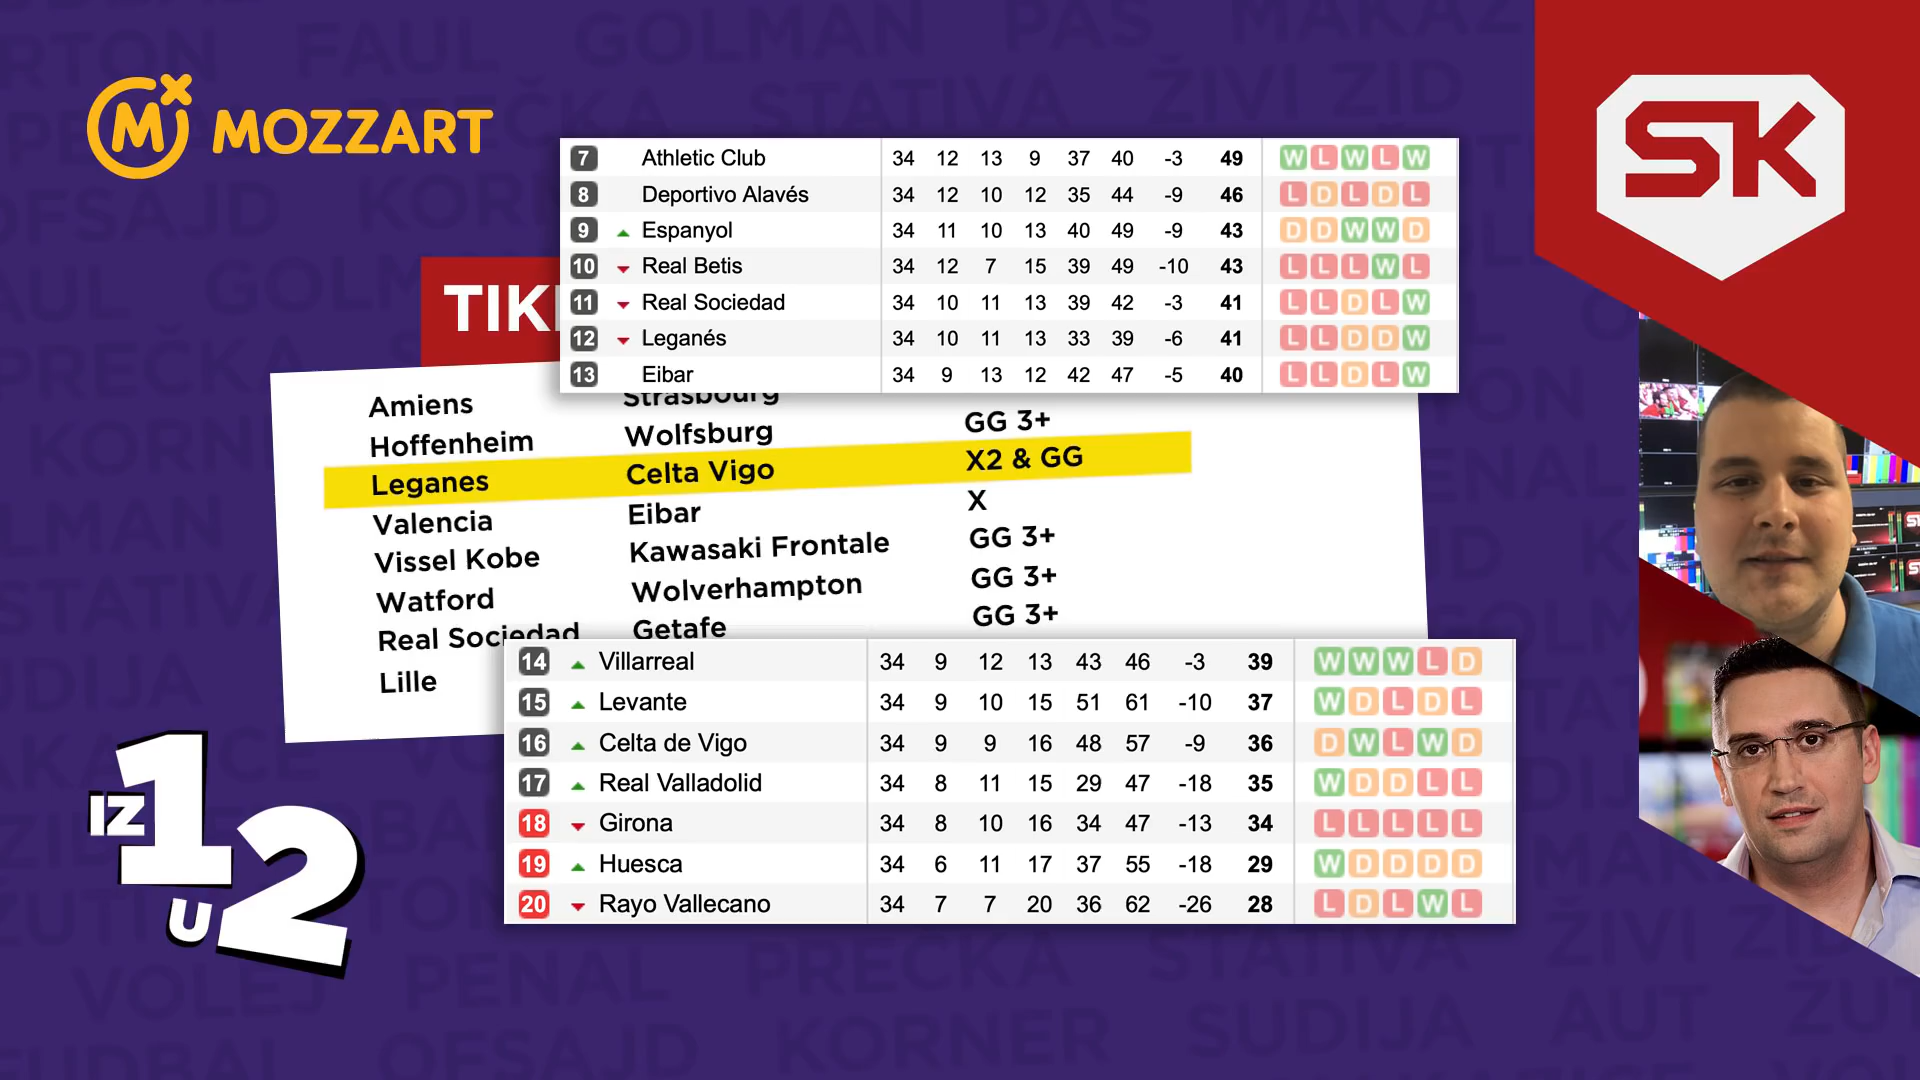 MOZZART
SK
7 Athletic Club 34 12 13 9 37 40 -3 49 W L W L W
8 Deportivo Alavés 34 12 10 12 35 44 -9 46 L D L D L
9 Espanyol 34 11 10 13 40 49 -9 43 D D W W D
10 Real Betis 34 12 7 15 39 49 -10 43 L L L W L
11 Real Sociedad 34 10 11 13 39 42 -3 41 L L D L W
12 Leganés 34 10 11 13 33 39 -6 41 L L D D W
13 Eibar 34 9 13 12 42 47 -5 40 L L D L W
Amiens Strasbourg
Hoffenheim Wolfsburg GG 3+
Leganes Celta Vigo X2 & GG
Valencia Eibar X
Vissel Kobe Kawasaki Frontale GG 3+
Watford Wolverhampton GG 3+
Real Sociedad Getafe GG 3+
Lille
14 Villarreal 34 9 12 13 43 46 -3 39 W W W L D
15 Levante 34 9 10 15 51 61 -10 37 W D L D L
16 Celta de Vigo 34 9 9 16 48 57 -9 36 D W L W D
17 Real Valladolid 34 8 11 15 29 47 -18 35 W D D L L
18 Girona 34 8 10 16 34 47 -13 34 L L L L L
19 Huesca 34 6 11 17 37 55 -18 29 W D D D D
20 Rayo Vallecano 34 7 7 20 36 62 -26 28 L D L W L
IZ 1
U 2